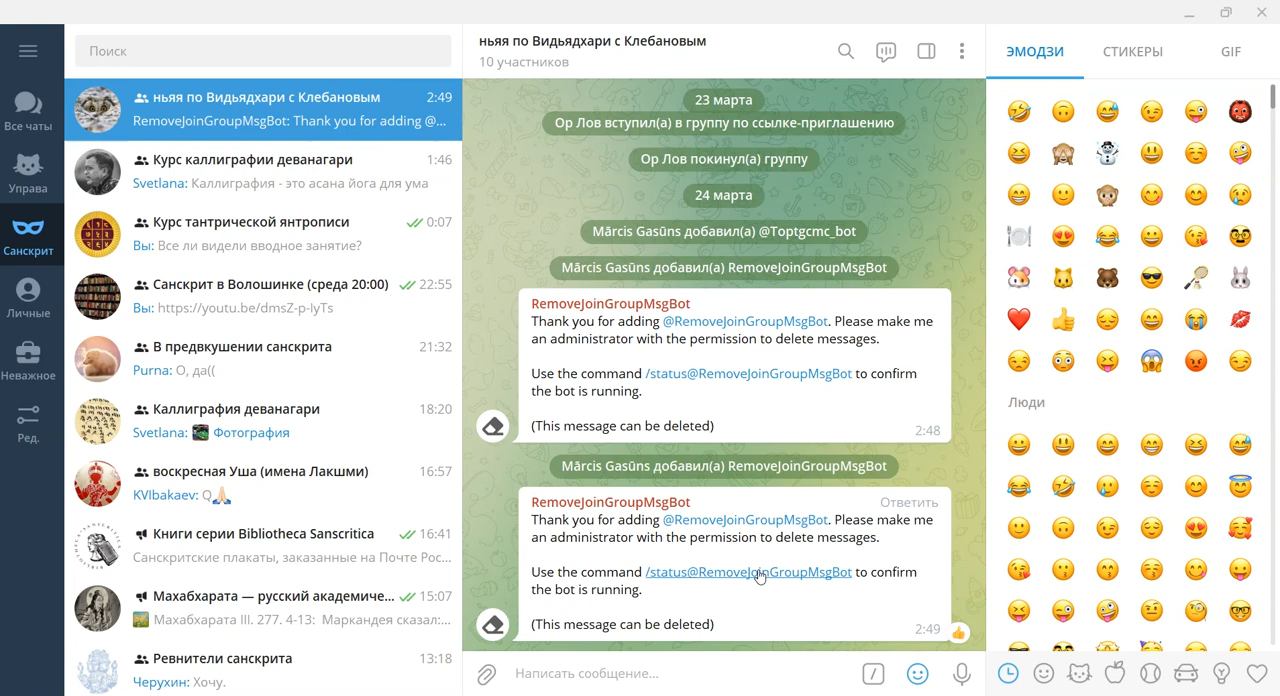 Поиск
Все чаты
Управа
Санскрит
Личные
Неважное
Ред.
ньяя по Видьядхари с Клебановым 2:49
RemoveJoinGroupMsgBot: Thank you for adding @...
Курс каллиграфии деванагари 1:46
Svetlana: Каллиграфия - это асана йога для ума
Курс тантрической янтрописи 0:07
Вы: Все ли видели вводное занятие?
Санскрит в Волошинке (среда 20:00) 22:55
Вы: https://youtu.be/dmsZ-p-IyTs
В предвкушении санскрита 21:32
Purna: О, да((
Каллиграфия деванагари 18:20
Svetlana: Фотография
воскресная Уша (имена Лакшми) 16:57
KVIbakaev: Q🙏🏻
Книги серии Bibliotheca Sanscritica 16:41
Санскритские плакаты, заказанные на Почте Рос...
Махабхарата — русский академиче... 15:07
Махабхарата III. 277. 4-13: Маркандея сказал:...
Ревнители санскрита 13:18
Черухин: Хочу.
ньяя по Видьядхари с Клебановым
10 участников
23 марта
Ор Лов вступил(а) в группу по ссылке-приглашению
Ор Лов покинул(а) группу
24 марта
Mārcis Gasūns добавил(а) @Toptgcmc_bot
Mārcis Gasūns добавил(а) RemoveJoinGroupMsgBot
RemoveJoinGroupMsgBot
Thank you for adding @RemoveJoinGroupMsgBot. Please make me
an administrator with the permission to delete messages.
Use the command /status@RemoveJoinGroupMsgBot to confirm
the bot is running.
(This message can be deleted) 2:48
Mārcis Gasūns добавил(а) RemoveJoinGroupMsgBot
RemoveJoinGroupMsgBot Ответить
Thank you for adding @RemoveJoinGroupMsgBot. Please make me
an administrator with the permission to delete messages.
Use the command /status@RemoveJoinGroupMsgBot to confirm
the bot is running.
(This message can be deleted) 2:49
Написать сообщение...
ЭМОДЗИ СТИКЕРЫ GIF
Люди